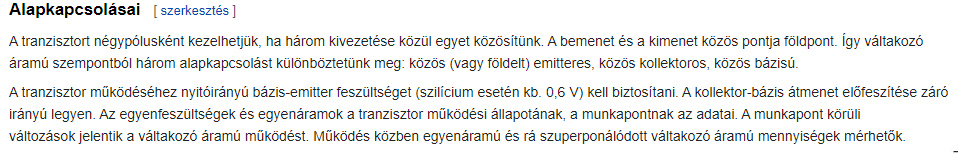 Alapkapcsolásai [ szerkesztés ]
A tranzisztort négypólusként kezelhetjük, ha három kivezetése közül egyet közösítünk. A bemenet és a kimenet közös pontja földpont. Így váltakozó
áramú szempontból három alapkapcsolást különböztetünk meg: közös (vagy földelt) emitteres, közös kollektoros, közös bázisú.
A tranzisztor működéséhez nyitóirányú bázis-emitter feszültséget (szilícium esetén kb. 0,6 V) kell biztosítani. A kollektor-bázis átmenet előfeszítése záró
irányú legyen. Az egyenfeszültségek és egyenáramok a tranzisztor működési állapotának, a munkapontnak az adatai. A munkapont körüli
változások jelentik a váltakozó áramú működést. Működés közben egyenáramú és rá szuperponálódott váltakozó áramú mennyiségek mérhetők.